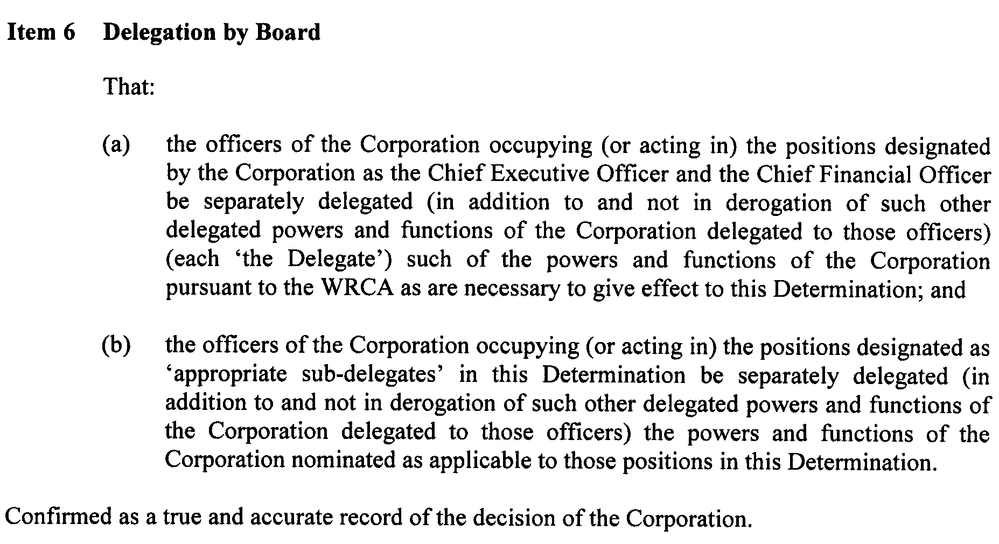 Item 6 Delegation by Board
That:
(a) the officers of the Corporation occupying (or acting in) the positions designated
by the Corporation as the Chief Executive Officer and the Chief Financial Officer
be separately delegated (in addition to and not in derogation of such other
delegated powers and functions of the Corporation delegated to those officers)
(each ‘the Delegate’) such of the powers and functions of the Corporation
pursuant to the WRCA as are necessary to give effect to this Determination; and
(b) the officers of the Corporation occupying (or acting in) the positions designated as
‘appropriate sub-delegates’ in this Determination be separately delegated (in
addition to and not in derogation of such other delegated powers and functions of
the Corporation delegated to those officers) the powers and functions of the
Corporation nominated as applicable to those positions in this Determination.
Confirmed as a true and accurate record of the decision of the Corporation.